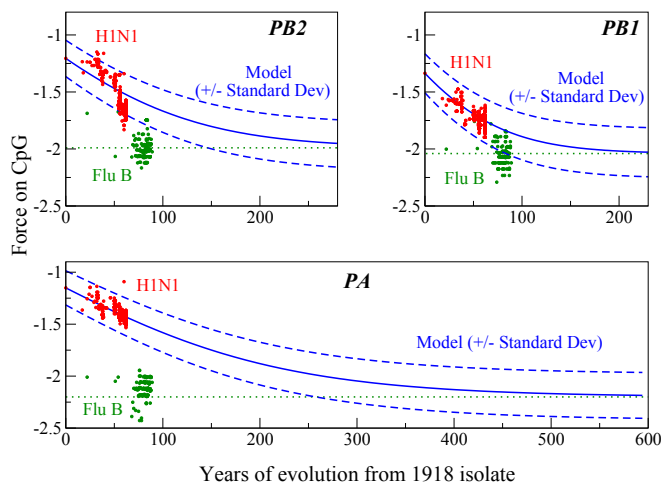 PB2
H1N1
Model
(+/- Standard Dev)
Flu B
-1
-1.5
-2
-2.5
0
100
200
PB1
H1N1
Model
(+/- Standard Dev)
Flu B
-1
-1.5
-2
-2.5
0
100
200
Force on CpG
PA
H1N1
Model (+/- Standard Dev)
Flu B
-1
-1.5
-2
-2.5
0
100
200
300
400
500
600
Years of evolution from 1918 isolate